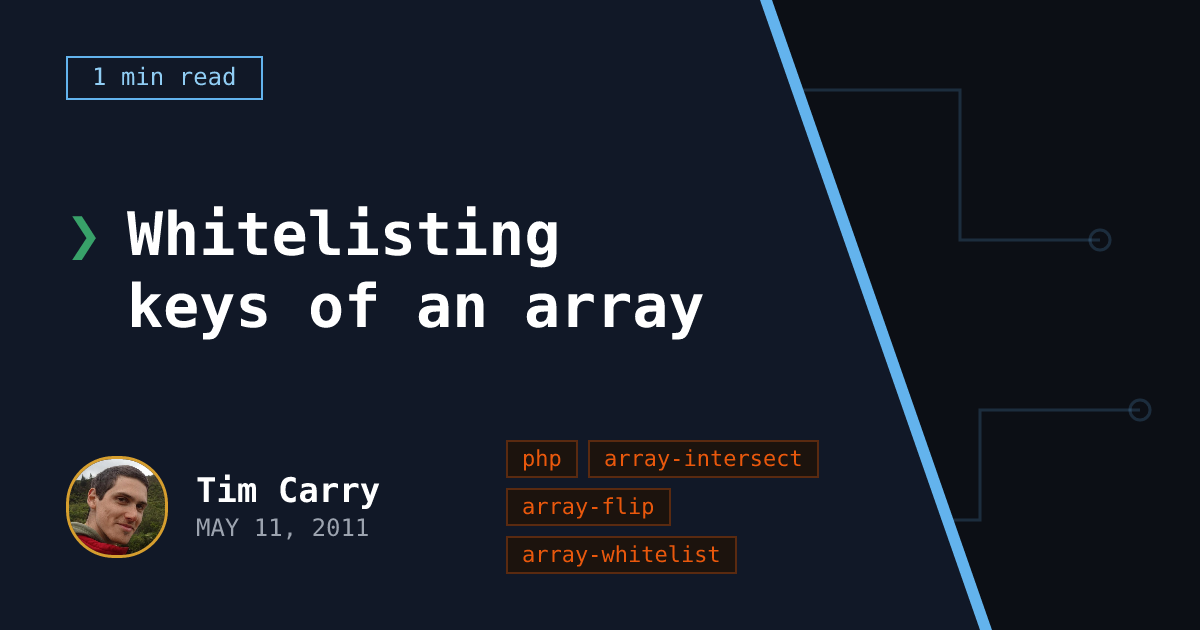 1 min read
❯ Whitelisting
keys of an array
Tim Carry
MAY 11, 2011
php array-intersect
array-flip
array-whitelist